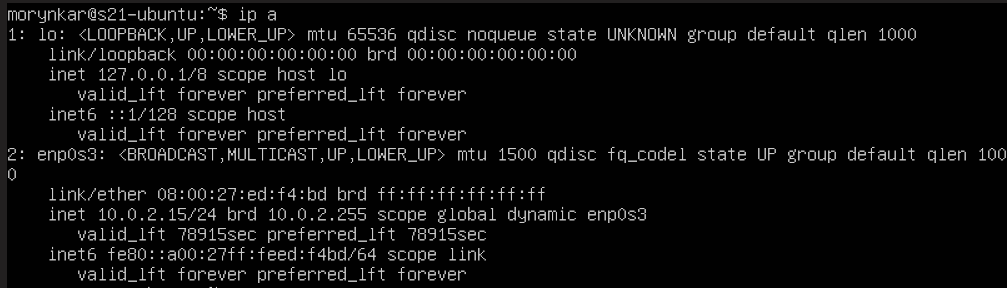 morynkar@s21-ubuntu:~$ ip a
1: lo: <LOOPBACK,UP,LOWER_UP> mtu 65536 qdisc noqueue state UNKNOWN group default qlen 1000
    link/loopback 00:00:00:00:00:00 brd 00:00:00:00:00:00
    inet 127.0.0.1/8 scope host lo
       valid_lft forever preferred_lft forever
    inet6 ::1/128 scope host
       valid_lft forever preferred_lft forever
2: enp0s3: <BROADCAST,MULTICAST,UP,LOWER_UP> mtu 1500 qdisc fq_codel state UP group default qlen 100
0
    link/ether 08:00:27:ed:f4:bd brd ff:ff:ff:ff:ff:ff
    inet 10.0.2.15/24 brd 10.0.2.255 scope global dynamic enp0s3
       valid_lft 78915sec preferred_lft 78915sec
    inet6 fe80::a00:27ff:feed:f4bd/64 scope link
       valid_lft forever preferred_lft forever